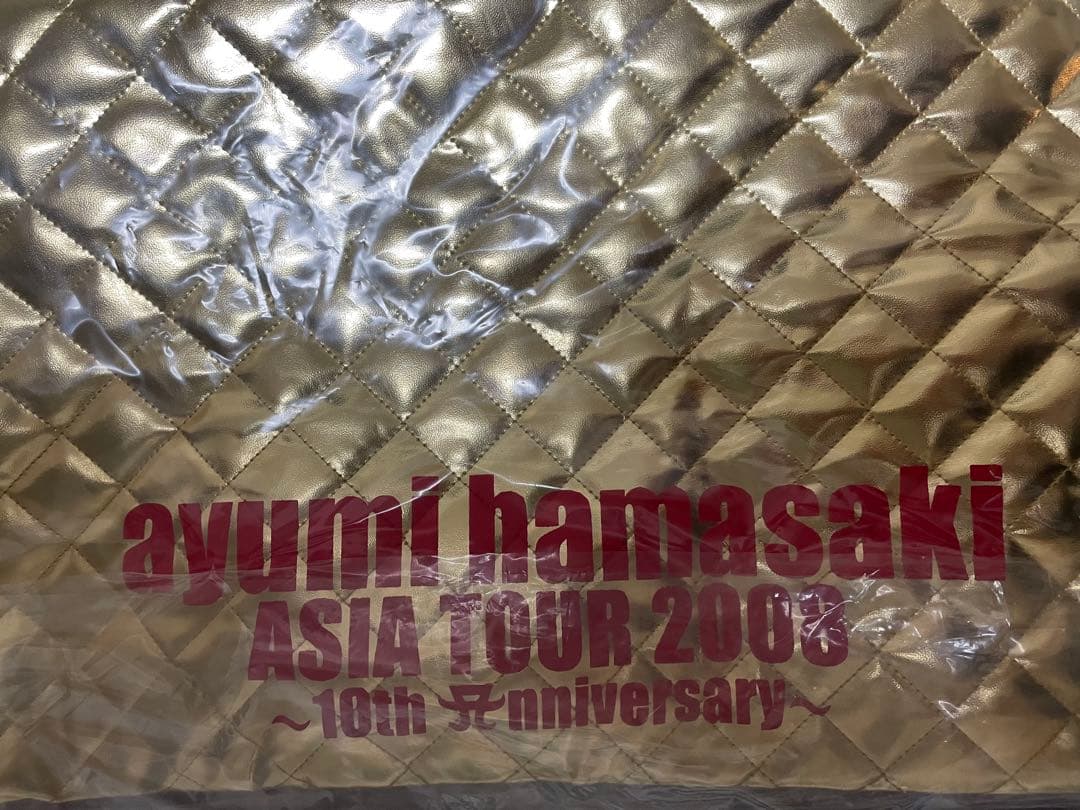 ayumi hamasaki
ASIA TOUR 2008
~10th Anniversary~